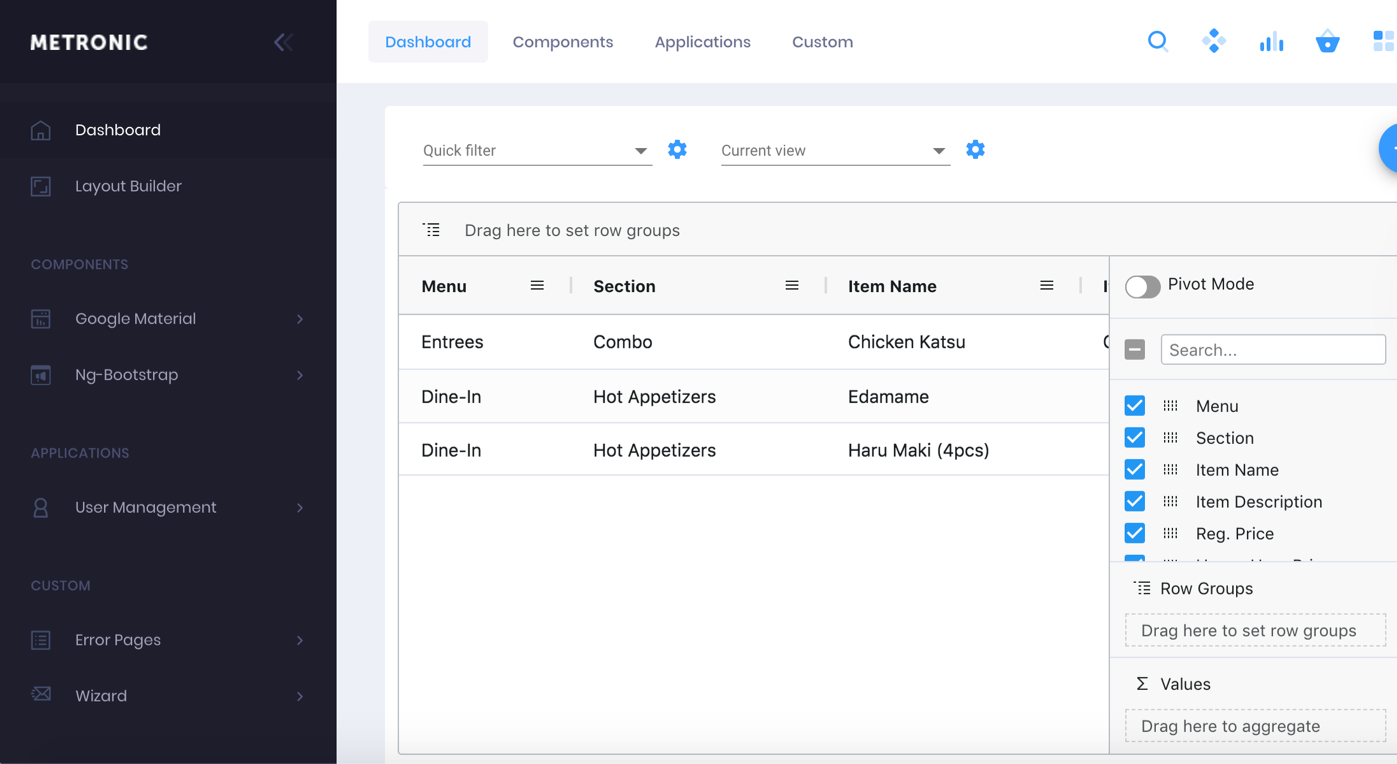 METRONIC
Dashboard
Components
Applications
Custom
Dashboard
Layout Builder
COMPONENTS
Google Material
Ng-Bootstrap
APPLICATIONS
User Management
CUSTOM
Error Pages
Wizard
Quick filter
Current view
Drag here to set row groups
Menu
Section
Item Name
Entrees
Combo
Chicken Katsu
Dine-In
Hot Appetizers
Edamame
Dine-In
Hot Appetizers
Haru Maki (4pcs)
Pivot Mode
Search...
Menu
Section
Item Name
Item Description
Reg. Price
Row Groups
Drag here to set row groups
Values
Drag here to aggregate